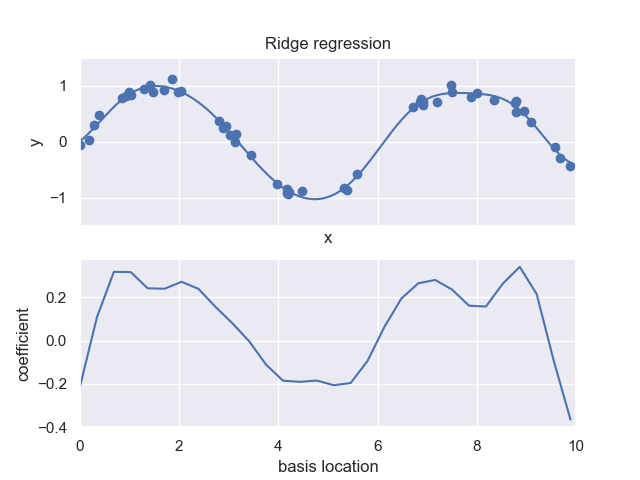 Ridge regression
1
0
−1
y
x
0.2
0.0
−0.2
−0.4
coefficient
0 2 4 6 8 10
basis location